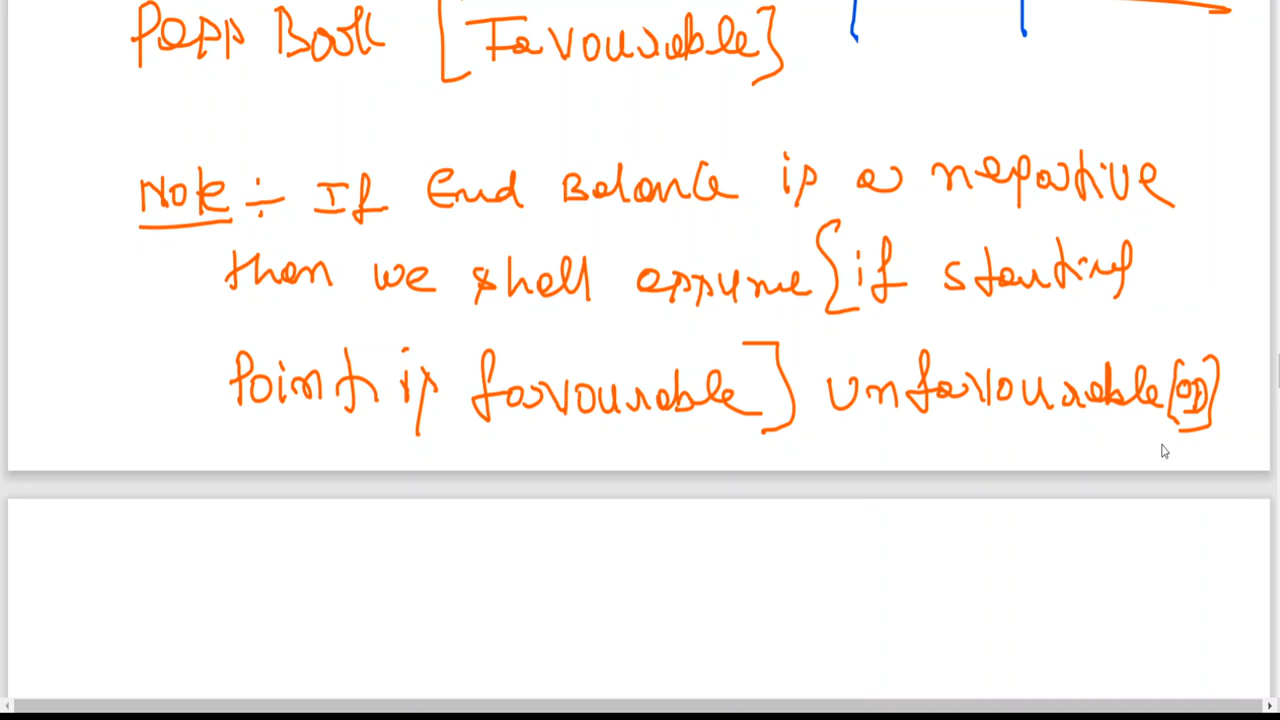 Pass Book [Favourable]
Note :- If End Balance is a negative
then we shall assume {if starting
Point is favourable] unfavourable [OD]